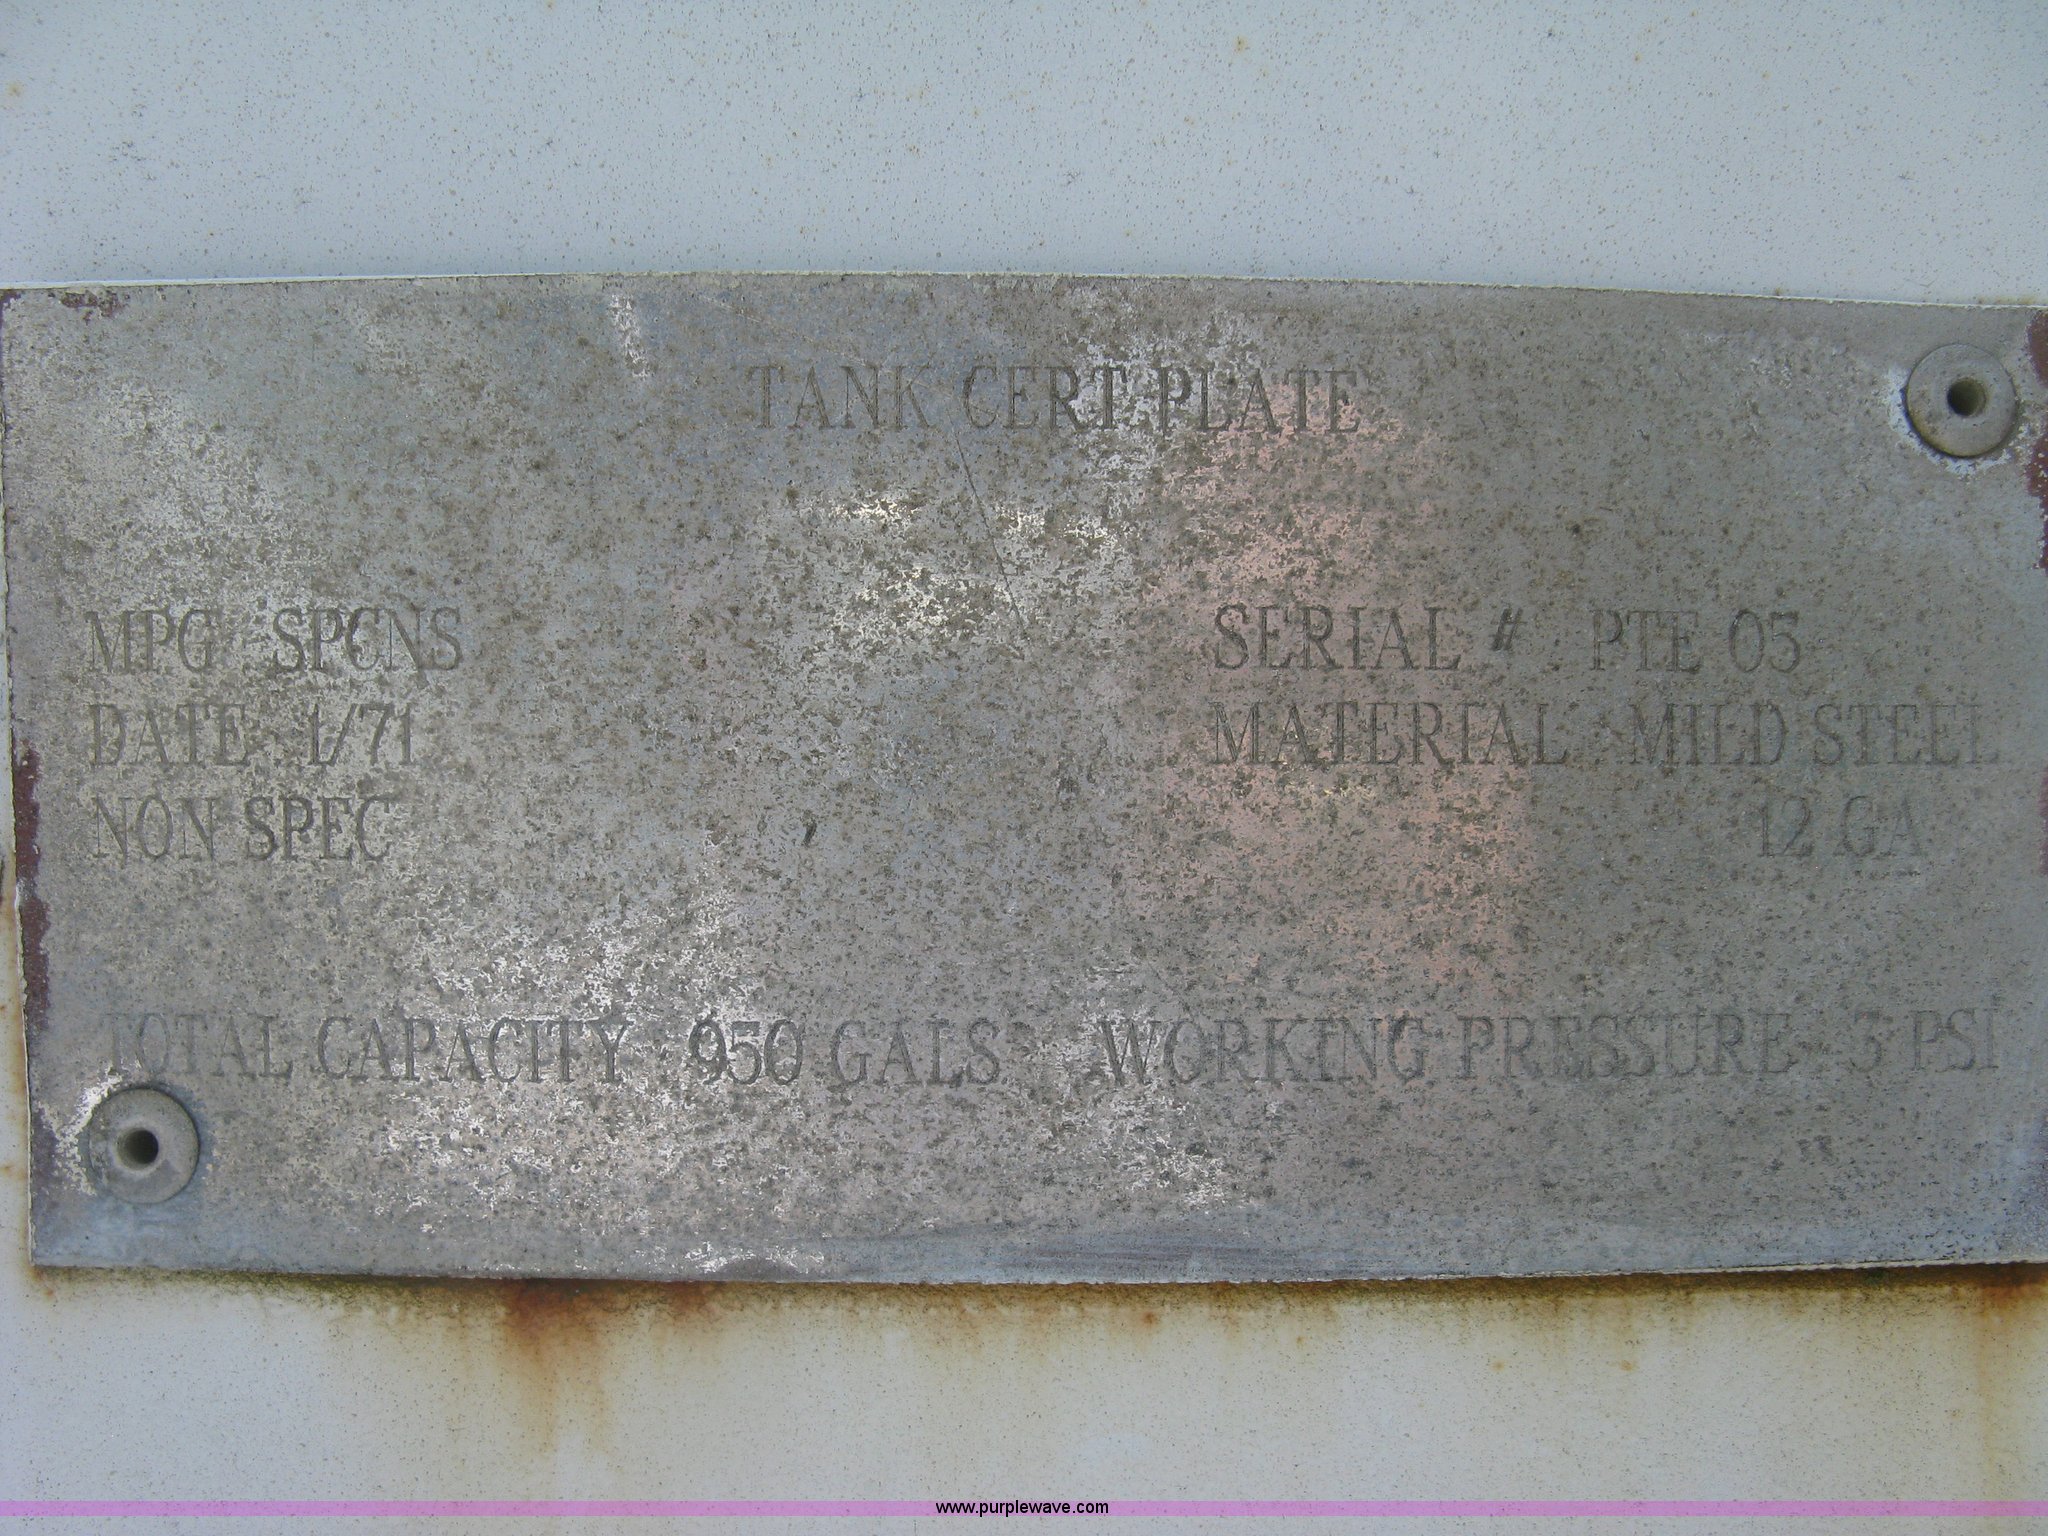 TANK CERT PLATE
MPG SPCNS SERIAL # PTE 05
DATE 1/71 MATERIAL MILD STEEL
NON SPEC 12 GA
TOTAL CAPACITY 950 GALS WORKING PRESSURE 3 PSI
www.purplewave.com